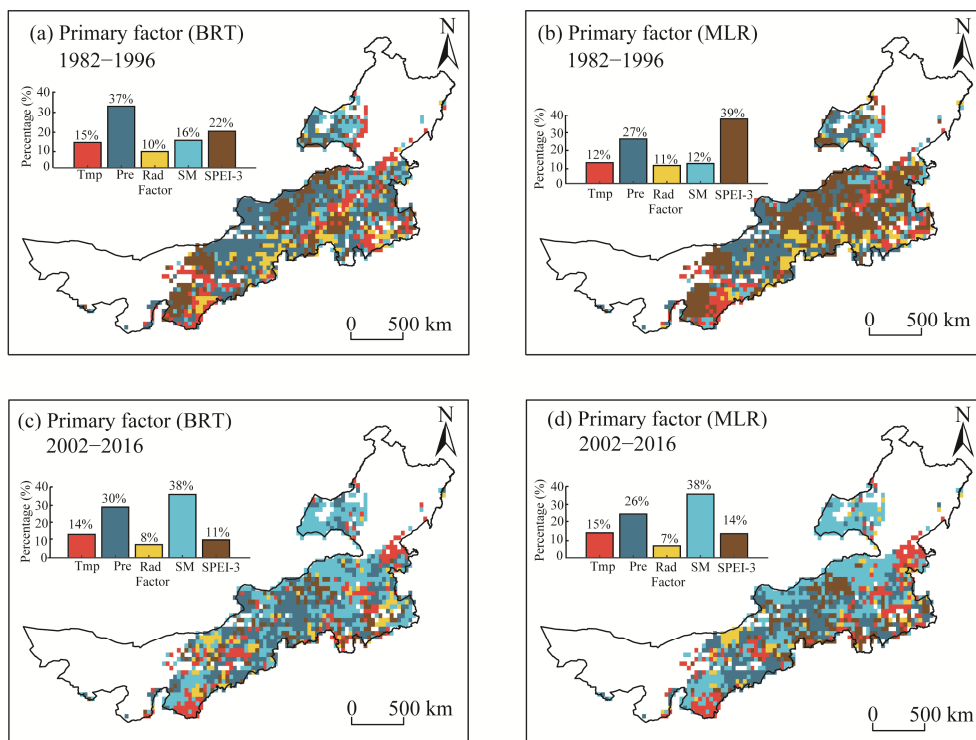 (a) Primary factor (BRT)
1982−1996
N
Percentage (%)
40
30
20
10
0
15%
37%
10%
16%
22%
Tmp Pre Rad SM SPEI-3
Factor
0 500 km
(b) Primary factor (MLR)
1982−1996
N
Percentage (%)
40
30
20
10
0
12%
27%
11%
12%
39%
Tmp Pre Rad SM SPEI-3
Factor
0 500 km
(c) Primary factor (BRT)
2002−2016
N
Percentage (%)
40
30
20
10
0
14%
30%
8%
38%
11%
Tmp Pre Rad SM SPEI-3
Factor
0 500 km
(d) Primary factor (MLR)
2002−2016
N
Percentage (%)
40
30
20
10
0
15%
26%
7%
38%
14%
Tmp Pre Rad SM SPEI-3
Factor
0 500 km